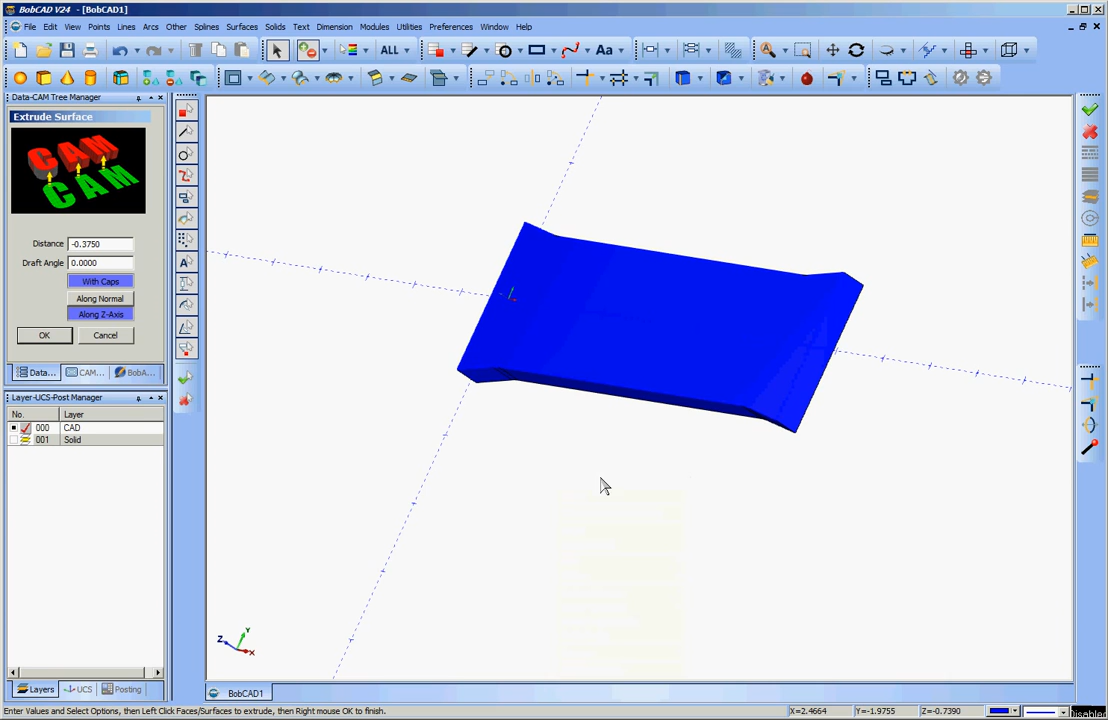 BobCAD V24 - [BobCAD1]
File Edit View Points Lines Arcs Other Splines Surfaces Solids Text Dimension Modules Utilities Preferences Window Help
ALL Aa
Data-CAM Tree Manager
Extrude Surface
CAM
CAM
Distance -0.3750
Draft Angle 0.0000
With Caps
Along Normal
Along Z-Axis
OK Cancel
Data... CAM... BobA...
Layer-UCS-Post Manager
No. Layer
000 CAD
001 Solid
A
Z Y X
Layers UCS Posting BobCAD1
Enter Values and Select Options, then Left Click Faces/Surfaces to extrude, then Right mouse OK to finish. X=2.4664 Y=-1.9755 Z=-0.7390 Disabled